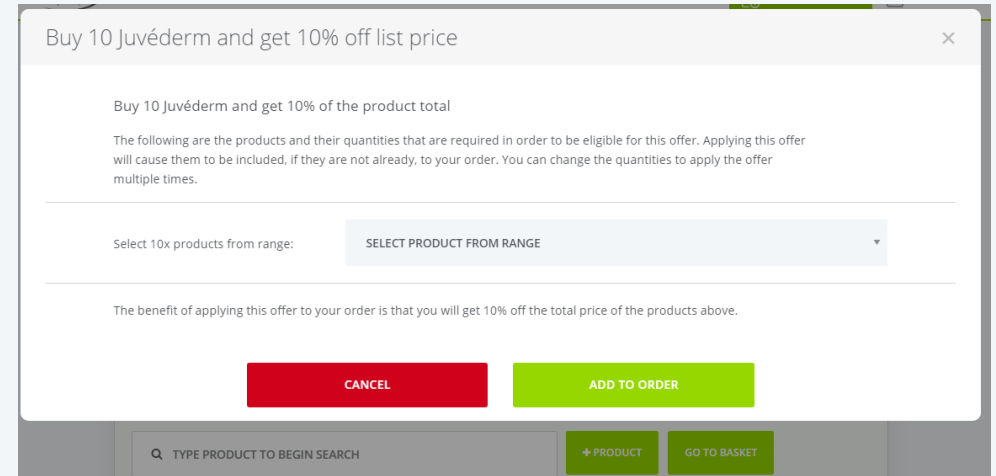 Buy 10 Juvéderm and get 10% off list price
×
Buy 10 Juvéderm and get 10% of the product total
The following are the products and their quantities that are required in order to be eligible for this offer. Applying this offer
will cause them to be included, if they are not already, to your order. You can change the quantities to apply the offer
multiple times.
Select 10x products from range:
SELECT PRODUCT FROM RANGE
The benefit of applying this offer to your order is that you will get 10% off the total price of the products above.
CANCEL
ADD TO ORDER
TYPE PRODUCT TO BEGIN SEARCH
+ PRODUCT
GO TO BASKET